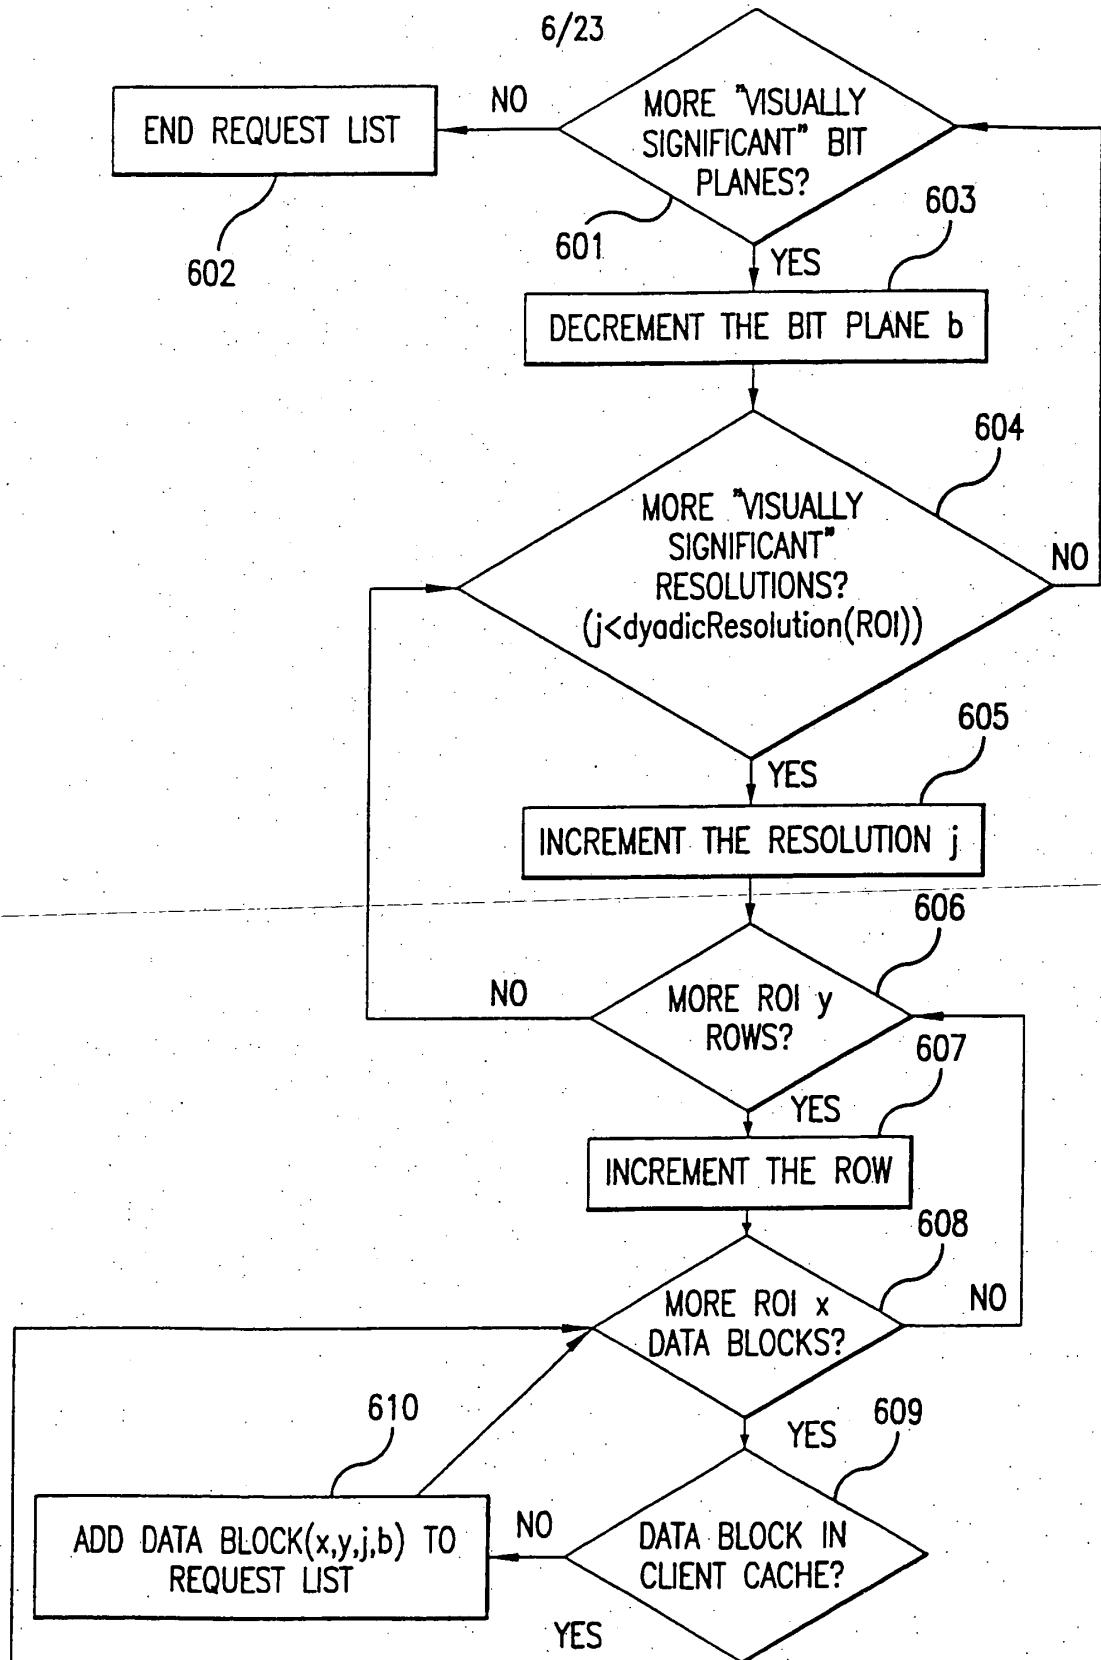 6/23
MORE "VISUALLY
SIGNIFICANT" BIT
PLANES?
NO
END REQUEST LIST
601
602
603
YES
DECREMENT THE BIT PLANE b
604
MORE "VISUALLY
SIGNIFICANT"
RESOLUTIONS?
(j<dyadicResolution(ROI))
NO
605
YES
INCREMENT THE RESOLUTION j
606
NO
MORE ROI y
ROWS?
607
YES
INCREMENT THE ROW
608
MORE ROI x
DATA BLOCKS?
NO
610
609
YES
ADD DATA BLOCK(x,y,j,b) TO
REQUEST LIST
NO
DATA BLOCK IN
CLIENT CACHE?
YES